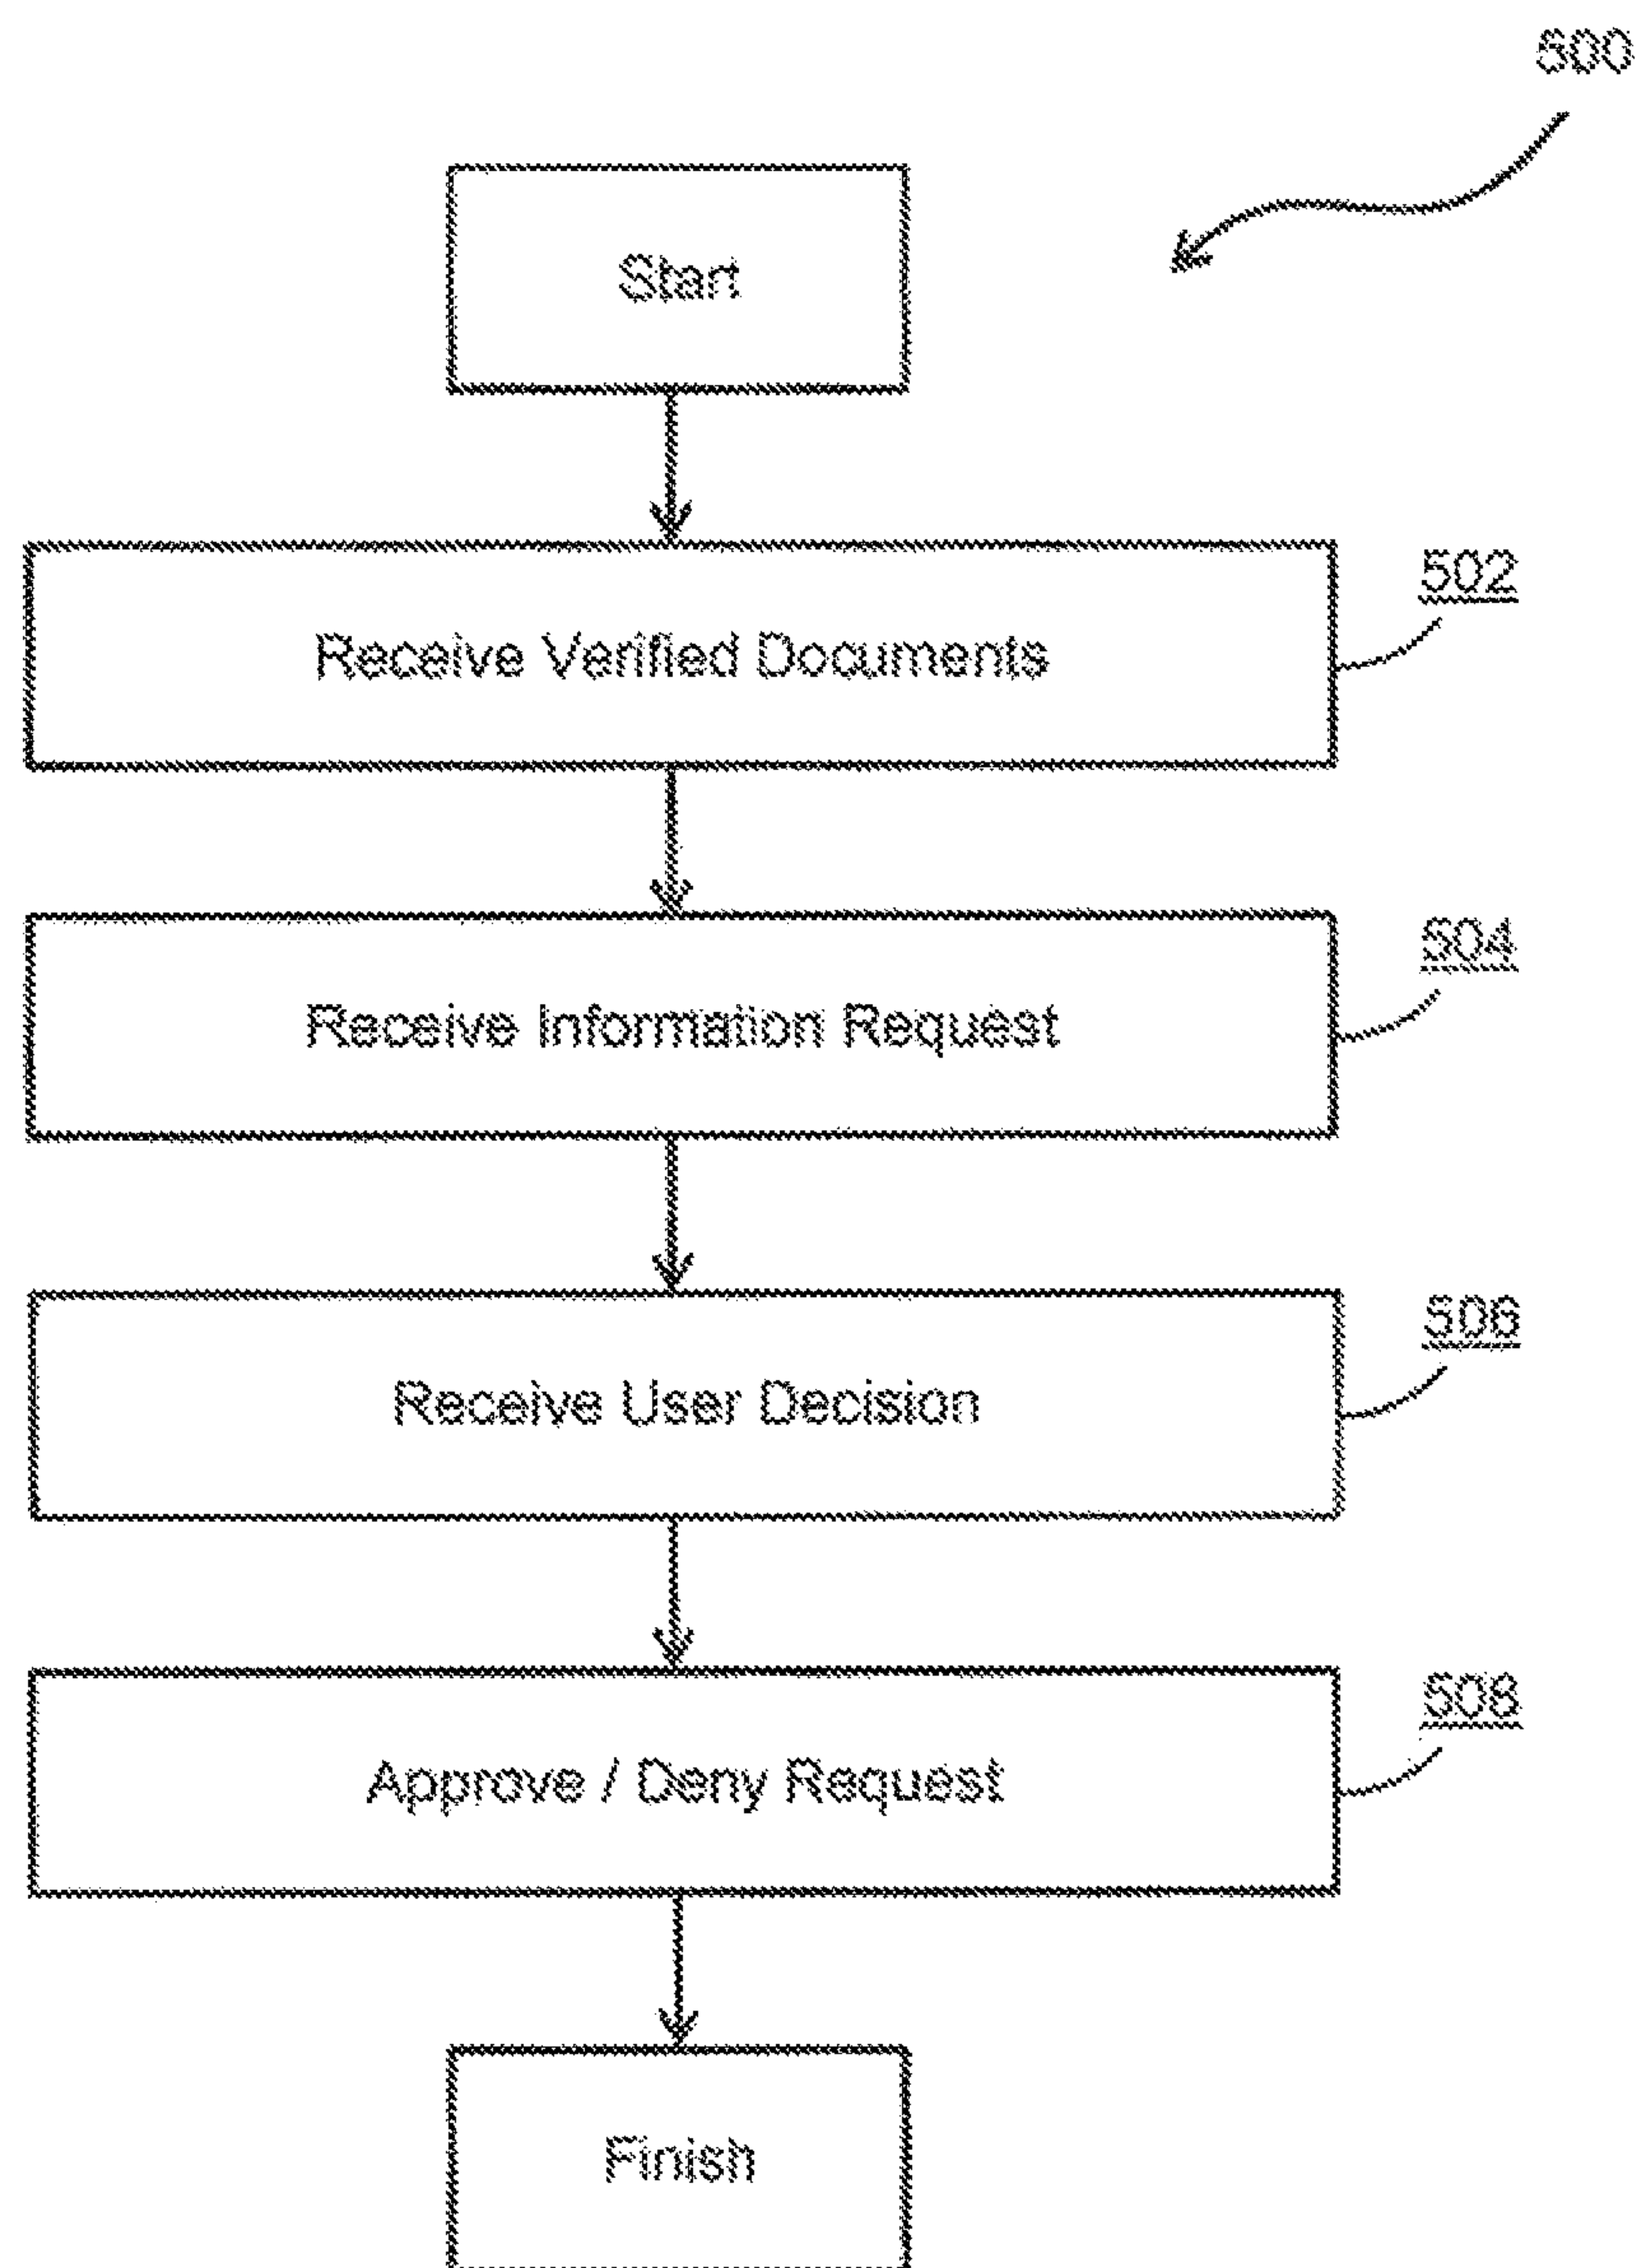 500
Start
Receive Verified Documents
502
Receive Information Request
504
Receive User Decision
506
Approve / Deny Request
508
Finish